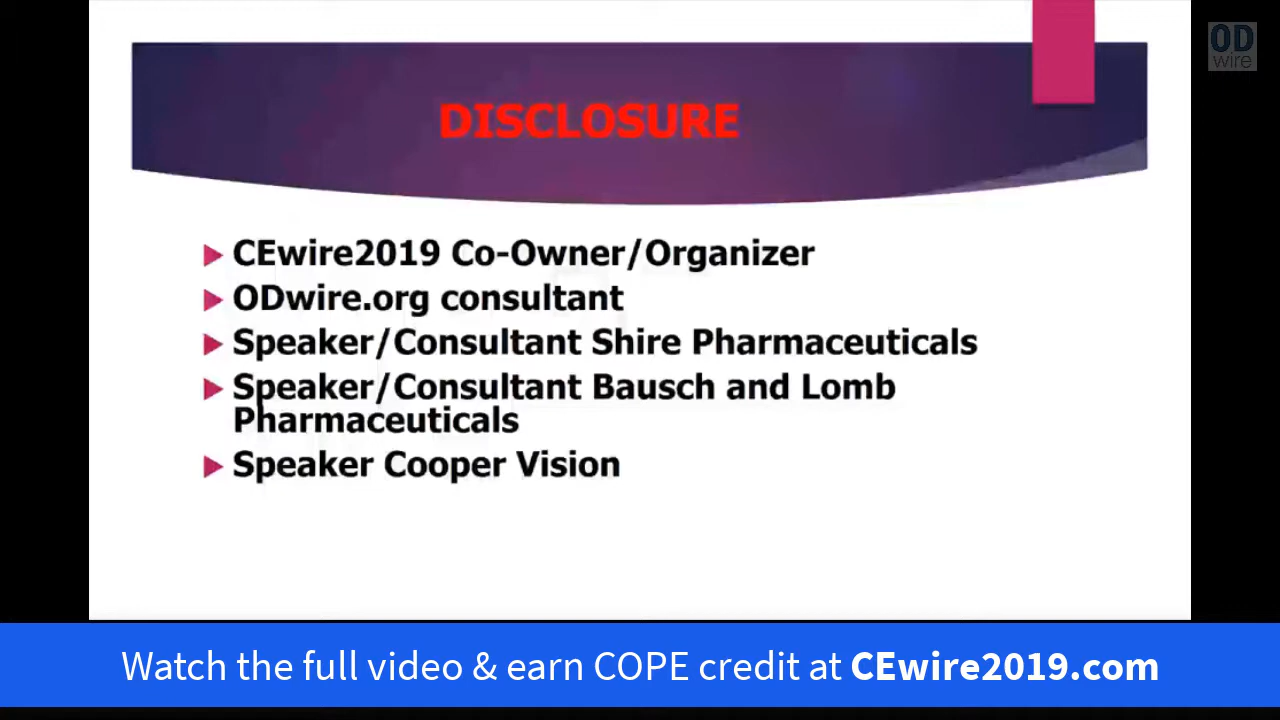 OD
wire
DISCLOSURE
CEwire2019 Co-Owner/Organizer
ODwire.org consultant
Speaker/Consultant Shire Pharmaceuticals
Speaker/Consultant Bausch and Lomb
Pharmaceuticals
Speaker Cooper Vision
Watch the full video & earn COPE credit at CEwire2019.com